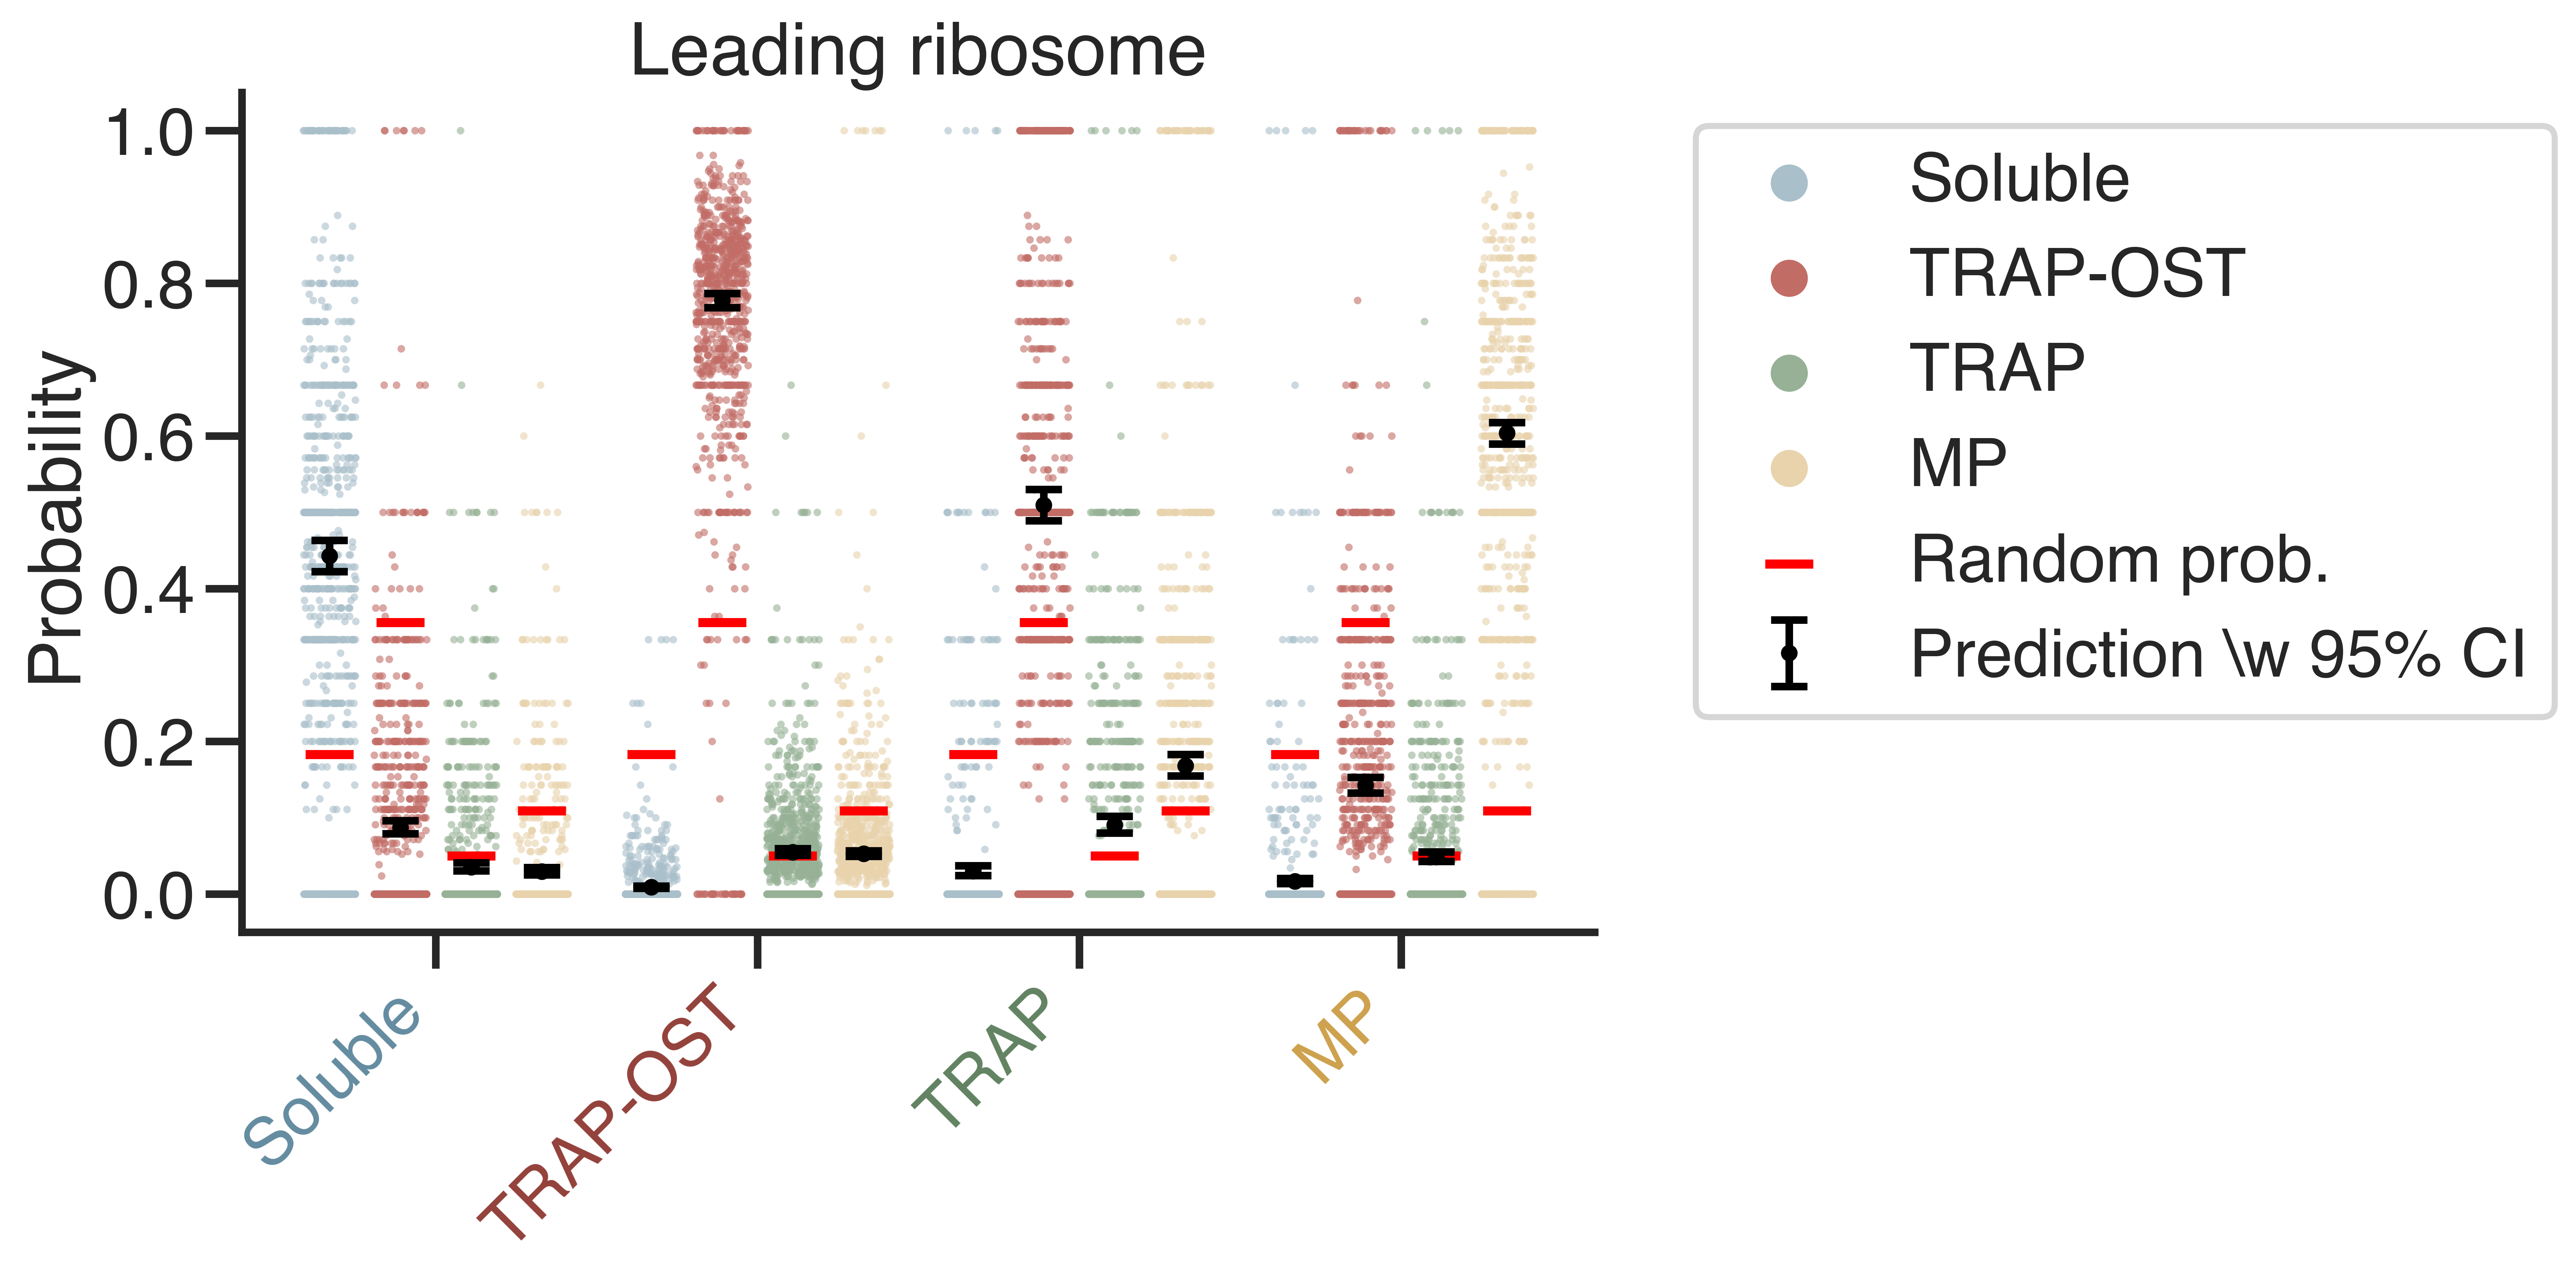 Leading ribosome
Probability
1.0
0.8
0.6
0.4
0.2
0.0
Soluble
TRAP-OST
TRAP
MP
Soluble
TRAP-OST
TRAP
MP
Random prob.
Prediction \w 95% CI